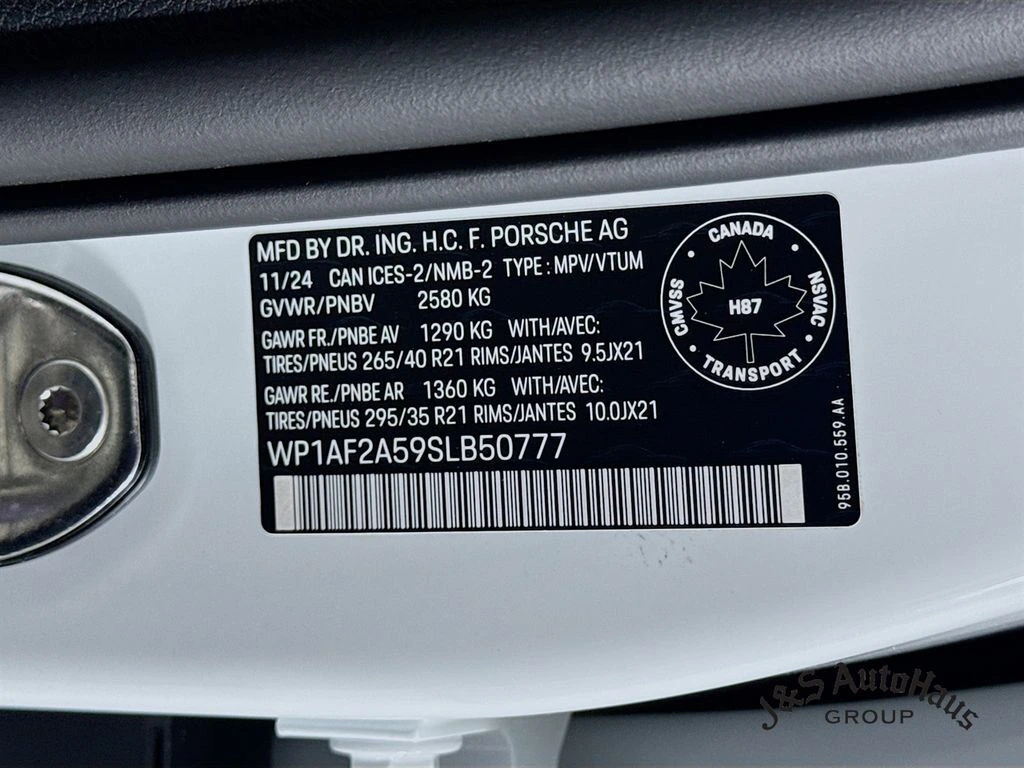 MFD BY DR. ING. H.C. F. PORSCHE AG
11/24 CAN ICES-2/NMB-2 TYPE : MPV/VTUM
GVWR/PNBV 2580 KG
GAWR FR./PNBE AV 1290 KG WITH/AVEC:
TIRES/PNEUS 265/40 R21 RIMS/JANTES 9.5JX21
GAWR RE./PNBE AR 1360 KG WITH/AVEC:
TIRES/PNEUS 295/35 R21 RIMS/JANTES 10.0JX21
WP1AF2A59SLB50777
CANADA
CMVSS
H87
NSVAC
• TRANSPORT •
95B.010.559.AA
J&S AutoHaus
GROUP